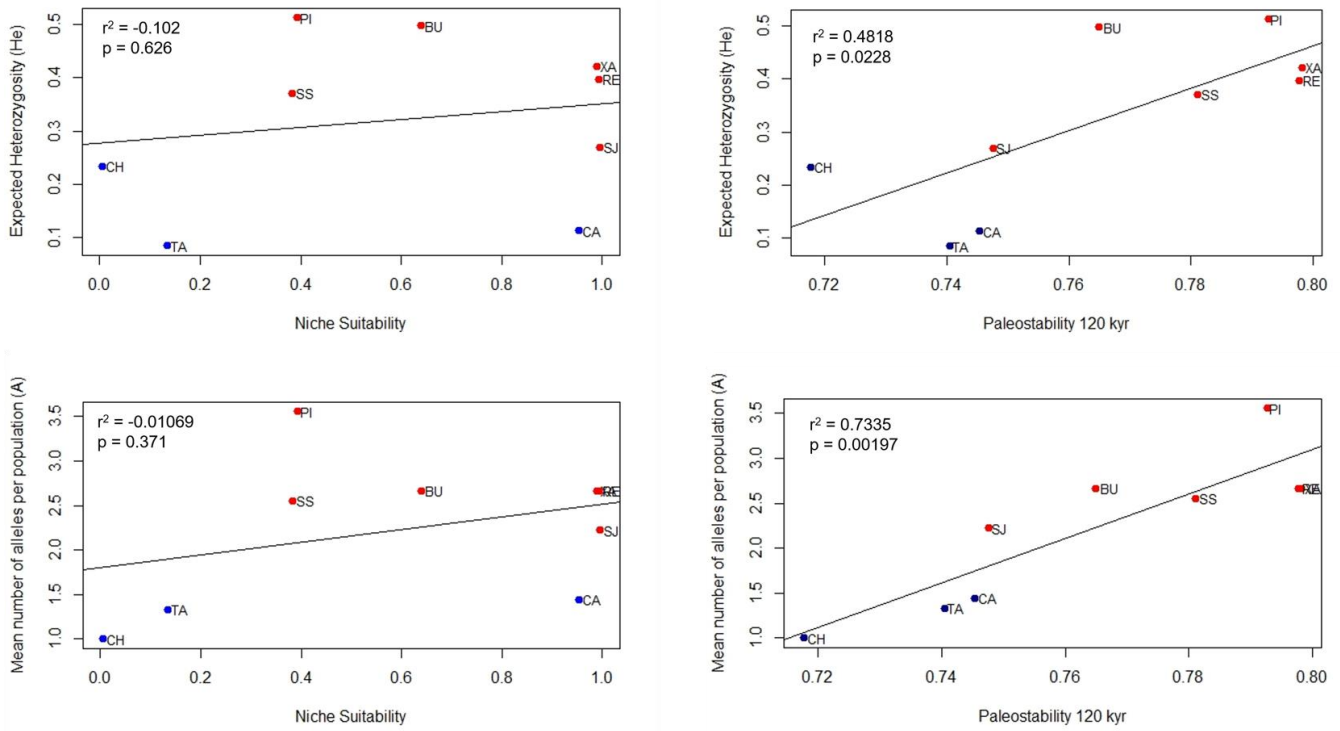 r² = -0.102
p = 0.626
PI
BU
XA
RE
SS
SJ
CH
CA
TA
0.5
0.4
0.3
0.2
0.1
Expected Heterozygosity (He)
0.0 0.2 0.4 0.6 0.8 1.0
Niche Suitability
r² = 0.4818
p = 0.0228
PI
BU
XA
RE
SS
SJ
CH
CA
TA
0.5
0.4
0.3
0.2
0.1
Expected Heterozygosity (He)
0.72 0.74 0.76 0.78 0.80
Paleostability 120 kyr
r² = -0.01069
p = 0.371
PI
BU
RE
SS
SJ
CA
TA
CH
3.5
3.0
2.5
2.0
1.5
1.0
Mean number of alleles per population (A)
0.0 0.2 0.4 0.6 0.8 1.0
Niche Suitability
r² = 0.7335
p = 0.00197
PI
BU
SS
SJ
CA
TA
CH
3.5
3.0
2.5
2.0
1.5
1.0
Mean number of alleles per population (A)
0.72 0.74 0.76 0.78 0.80
Paleostability 120 kyr